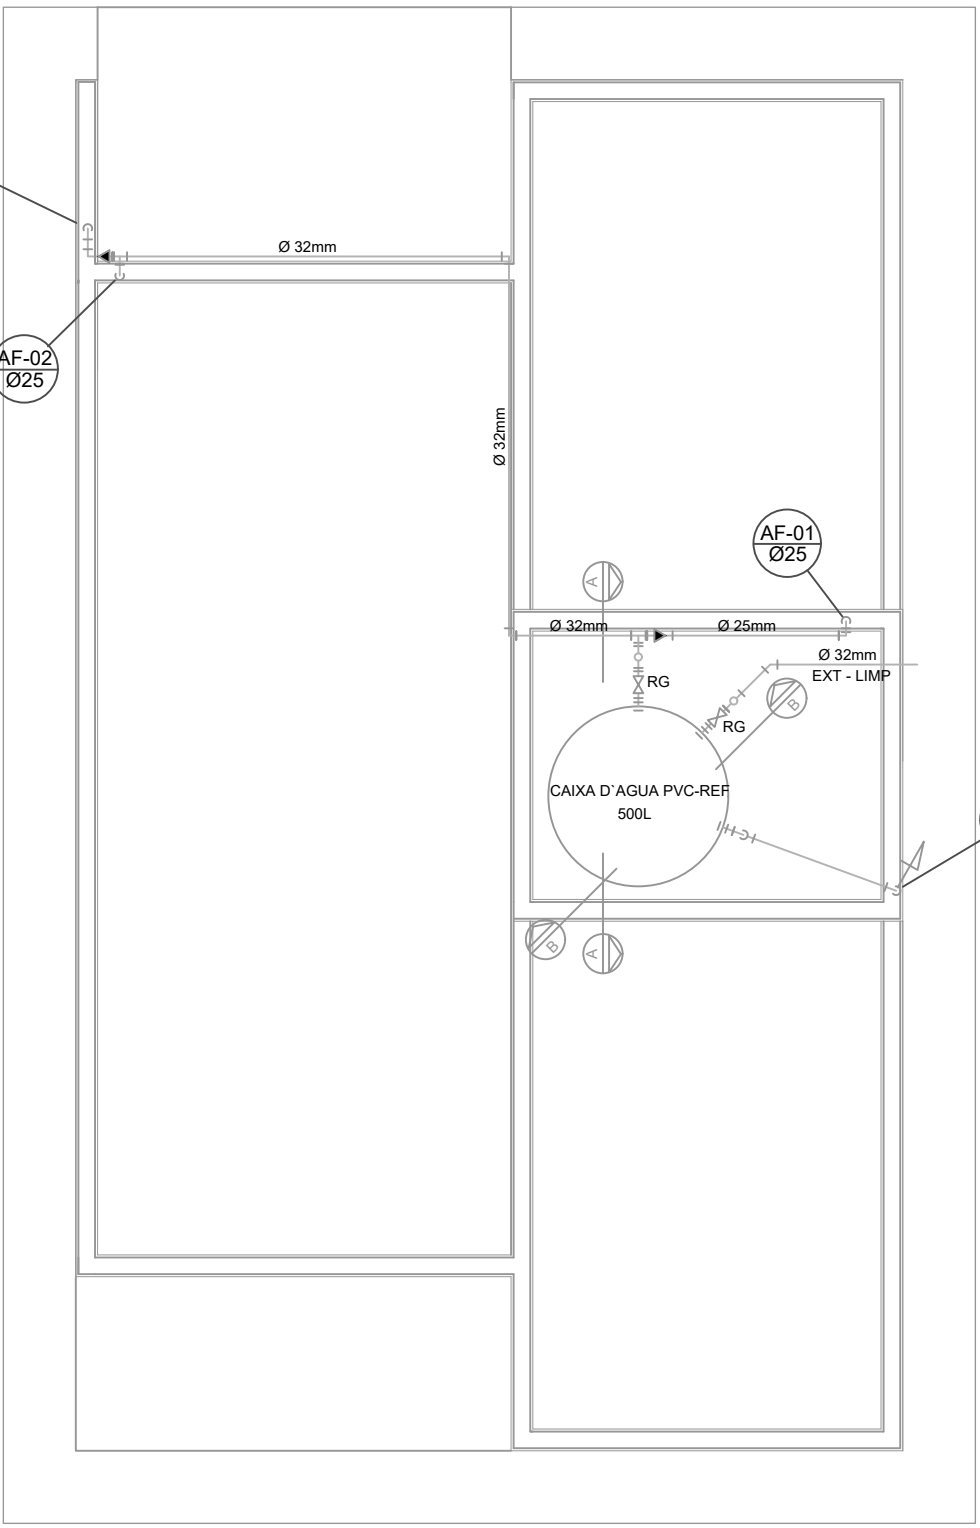 Ø 32mm
AF-02
Ø25
Ø 32mm
AF-01
Ø25
A
Ø 32mm
Ø 25mm
Ø 32mm
EXT - LIMP
RG
B
RG
CAIXA D`AGUA PVC-REF
500L
B
A